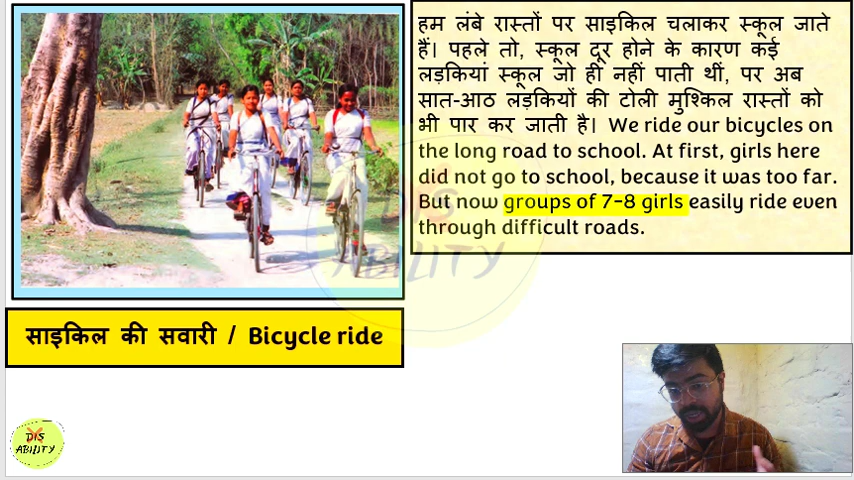 हम लंबे रास्तों पर साइकिल चलाकर स्कूल जाते
हैं। पहले तो, स्कूल दूर होने के कारण कई
लड़कियां स्कूल जो ही नहीं पाती थीं, पर अब
सात-आठ लड़कियों की टोली मुश्किल रास्तों को
भी पार कर जाती है। We ride our bicycles on
the long road to school. At first, girls here
did not go to school, because it was too far.
But now groups of 7-8 girls easily ride even
through difficult roads.
साइकिल की सवारी / Bicycle ride
DIS
ABILITY
DIS
ABILITY